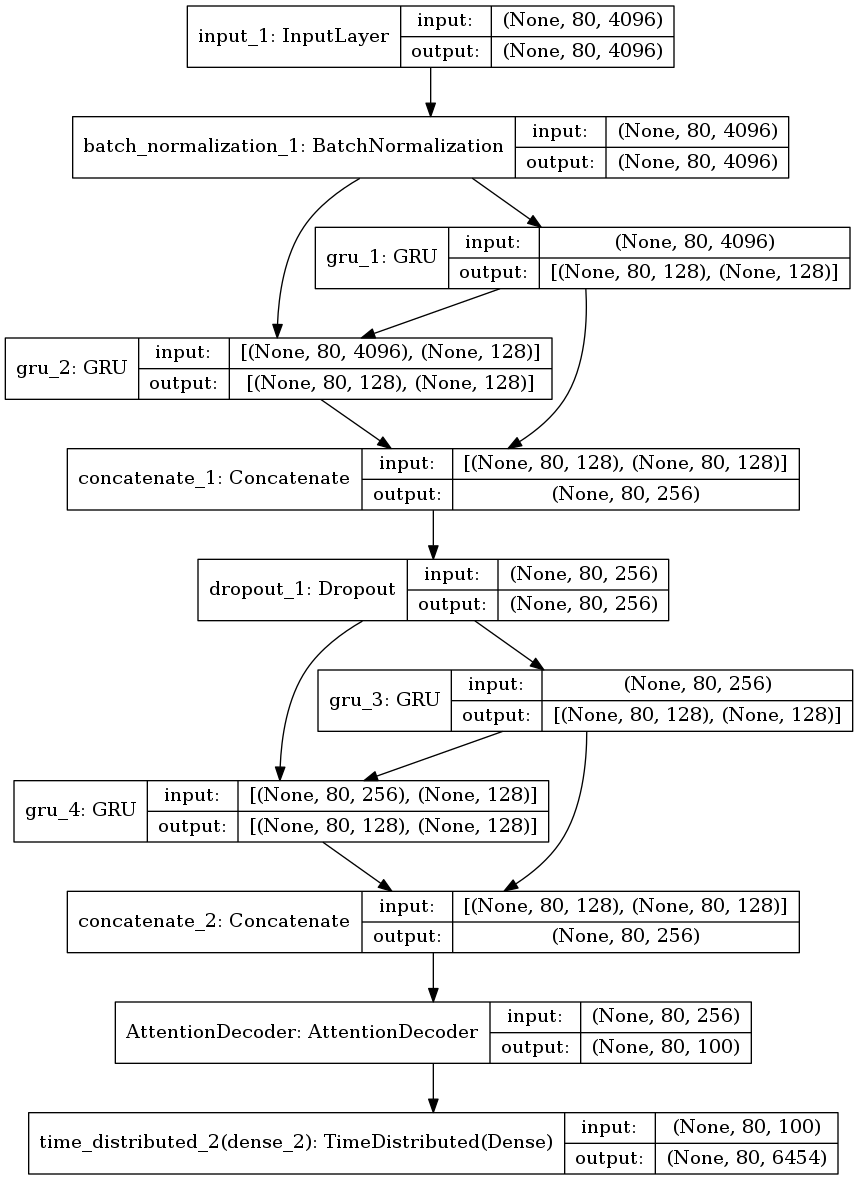 input_1: InputLayer
input: (None, 80, 4096)
output: (None, 80, 4096)
batch_normalization_1: BatchNormalization
input: (None, 80, 4096)
output: (None, 80, 4096)
gru_1: GRU
input: (None, 80, 4096)
output: [(None, 80, 128), (None, 128)]
gru_2: GRU
input: [(None, 80, 4096), (None, 128)]
output: [(None, 80, 128), (None, 128)]
concatenate_1: Concatenate
input: [(None, 80, 128), (None, 80, 128)]
output: (None, 80, 256)
dropout_1: Dropout
input: (None, 80, 256)
output: (None, 80, 256)
gru_3: GRU
input: (None, 80, 256)
output: [(None, 80, 128), (None, 128)]
gru_4: GRU
input: [(None, 80, 256), (None, 128)]
output: [(None, 80, 128), (None, 128)]
concatenate_2: Concatenate
input: [(None, 80, 128), (None, 80, 128)]
output: (None, 80, 256)
AttentionDecoder: AttentionDecoder
input: (None, 80, 256)
output: (None, 80, 100)
time_distributed_2(dense_2): TimeDistributed(Dense)
input: (None, 80, 100)
output: (None, 80, 6454)